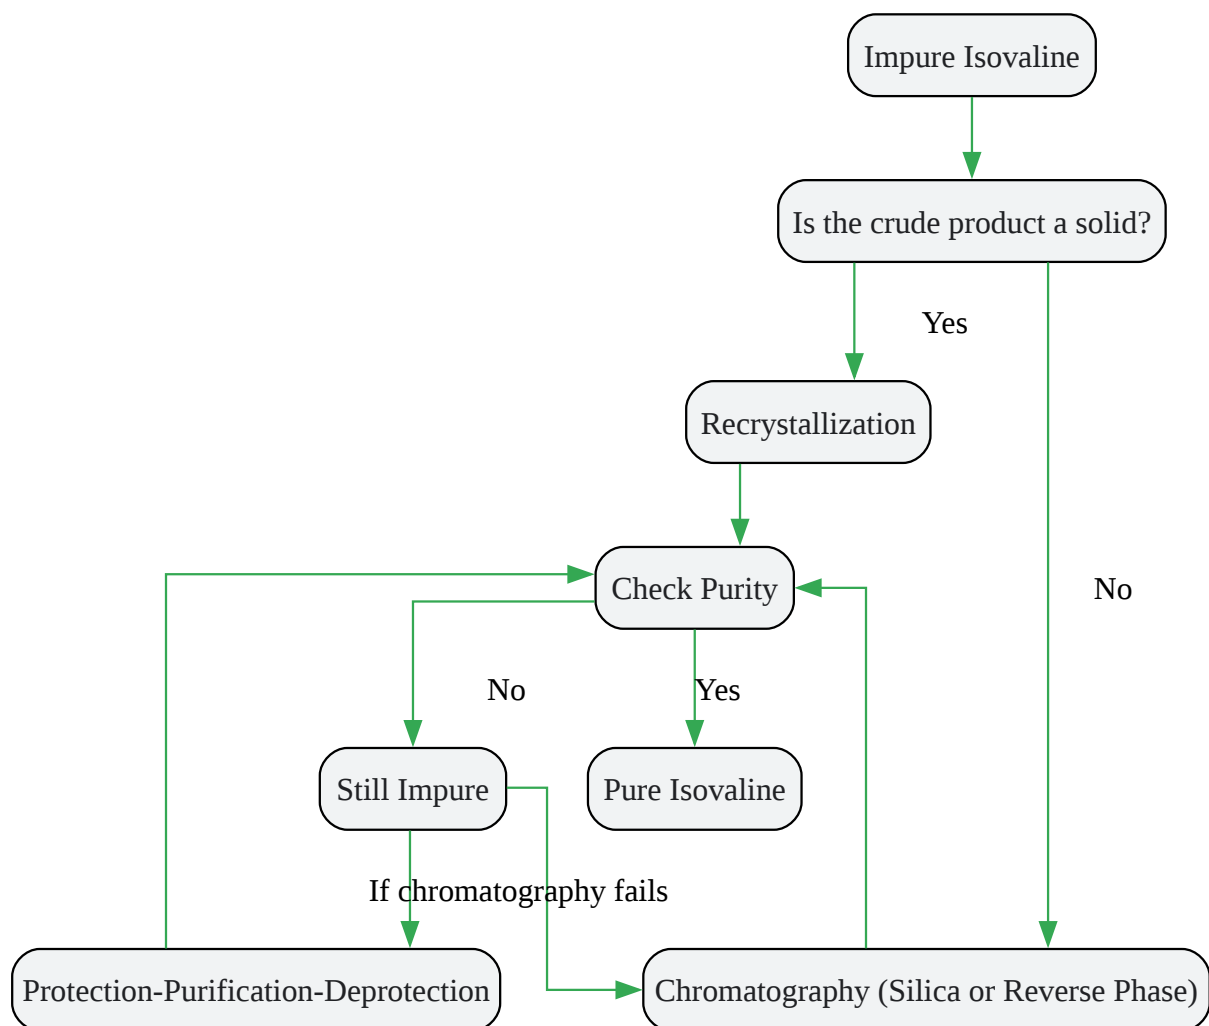 Impure Isovaline
Is the crude product a solid?
Yes
Recrystallization
Check Purity
No
No
Yes
Still Impure
Pure Isovaline
If chromatography fails
Protection-Purification-Deprotection
Chromatography (Silica or Reverse Phase)